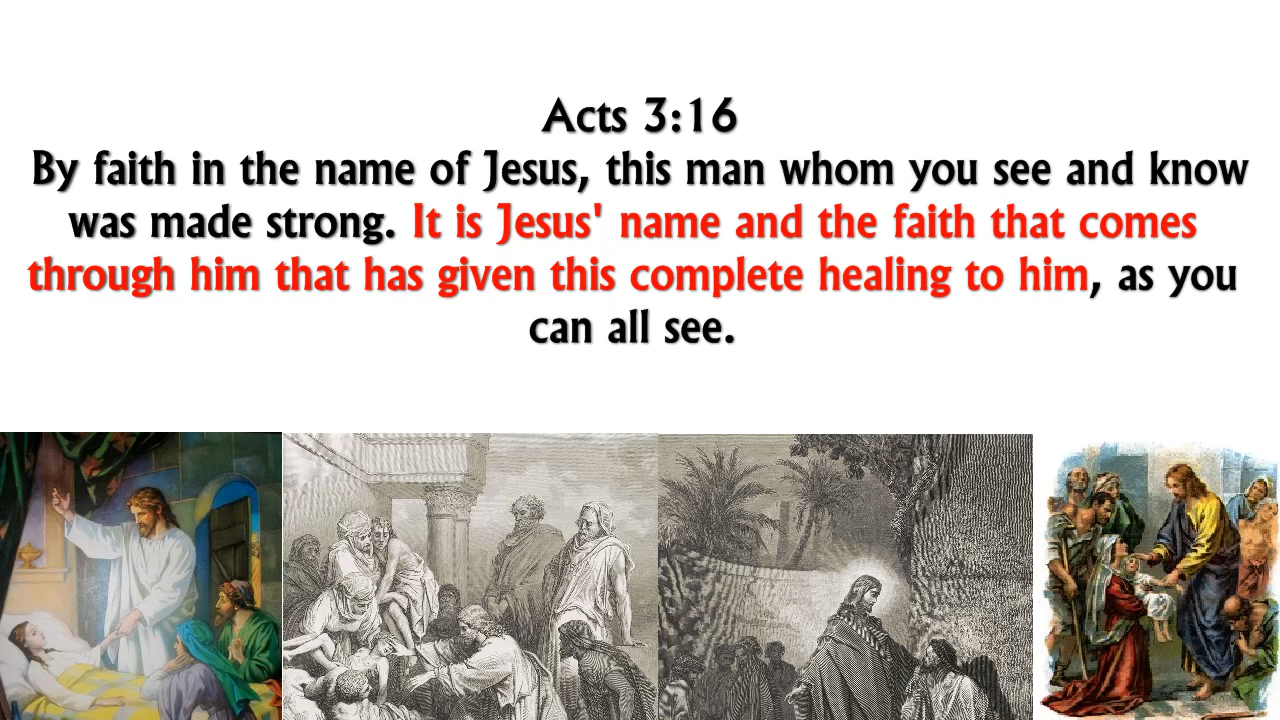 Acts 3:16
By faith in the name of Jesus, this man whom you see and know
was made strong. It is Jesus' name and the faith that comes
through him that has given this complete healing to him, as you
can all see.